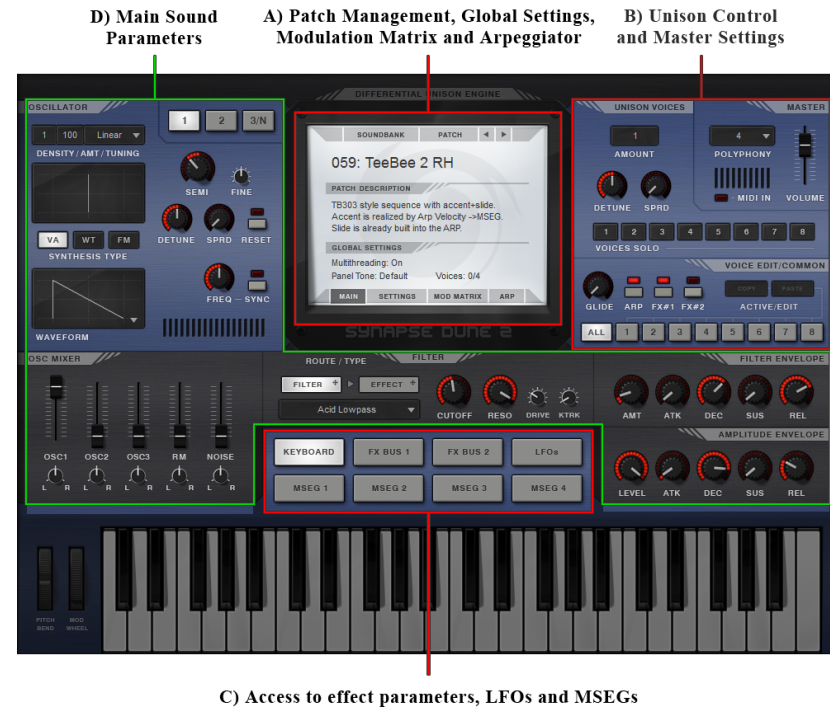 D) Main Sound
Parameters
A) Patch Management, Global Settings,
Modulation Matrix and Arpeggiator
B) Unison Control
and Master Settings
DIFFERENTIAL UNISON ENGINE
OSCILLATOR
1 100 Linear
DENSITY / AMT / TUNING
1 2 3/N
SEMI FINE
VA WT FM
SYNTHESIS TYPE
DETUNE SPRD RESET
FREQ — SYNC
WAVEFORM
SOUNDBANK PATCH
059: TeeBee 2 RH
PATCH DESCRIPTION
TB303 style sequence with accent+slide.
Accent is realized by Arp Velocity ->MSEG.
Slide is already built into the ARP.
GLOBAL SETTINGS
Multithreading: On
Panel Tone: Default Voices: 0/4
MAIN SETTINGS MOD MATRIX ARP
SYNAPSE DUNE 2
UNISON VOICES MASTER
1 4
AMOUNT POLYPHONY
MIDI IN
DETUNE SPRD VOLUME
1 2 3 4 5 6 7 8
VOICES SOLO
VOICE EDIT/COMMON
COPY PASTE
GLIDE ARP FX#1 FX#2 ACTIVE/EDIT
ALL 1 2 3 4 5 6 7 8
OSC MIXER
OSC1 OSC2 OSC3 RM NOISE
L R L R L R L R L R
ROUTE / TYPE FILTER
FILTER + EFFECT +
Acid Lowpass
CUTOFF RESO DRIVE KTRK
FILTER ENVELOPE
AMT ATK DEC SUS REL
AMPLITUDE ENVELOPE
LEVEL ATK DEC SUS REL
KEYBOARD FX BUS 1 FX BUS 2 LFOs
MSEG 1 MSEG 2 MSEG 3 MSEG 4
PITCH
BEND
MOD
WHEEL
C) Access to effect parameters, LFOs and MSEGs